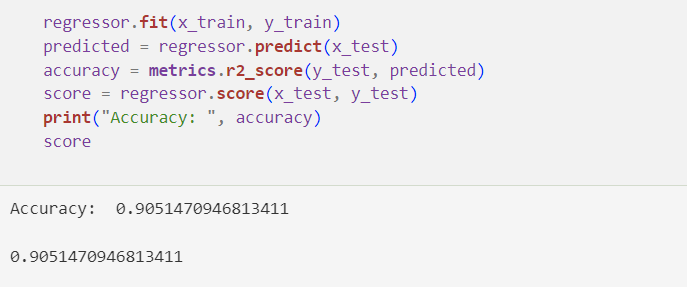 regressor.fit(x_train, y_train)
predicted = regressor.predict(x_test)
accuracy = metrics.r2_score(y_test, predicted)
score = regressor.score(x_test, y_test)
print("Accuracy: ", accuracy)
score
Accuracy:  0.9051470946813411
0.9051470946813411